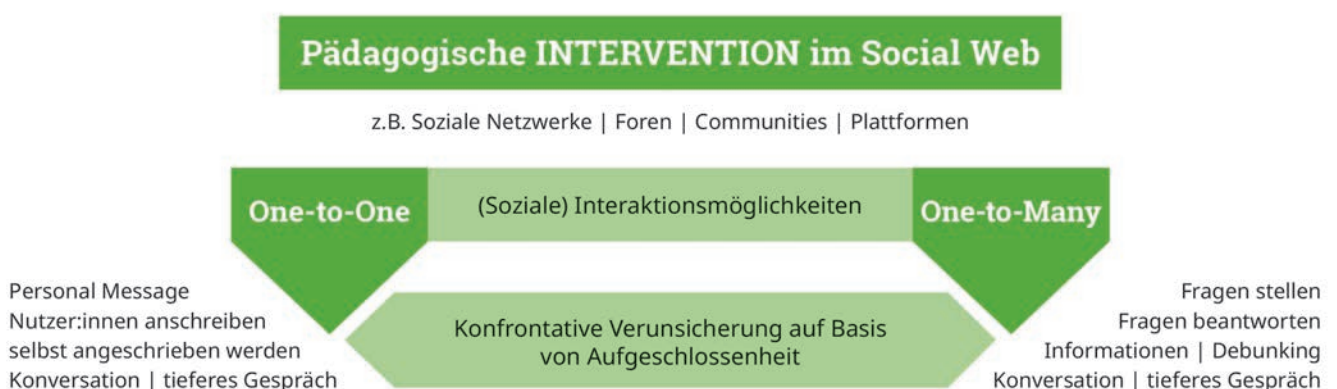 Pädagogische INTERVENTION im Social Web
z.B. Soziale Netzwerke | Foren | Communities | Plattformen
One-to-One
(Soziale) Interaktionsmöglichkeiten
One-to-Many
Personal Message
Nutzer:innen anschreiben
selbst angeschrieben werden
Konversation | tieferes Gespräch
Konfrontative Verunsicherung auf Basis
von Aufgeschlossenheit
Fragen stellen
Fragen beantworten
Informationen | Debunking
Konversation | tieferes Gespräch